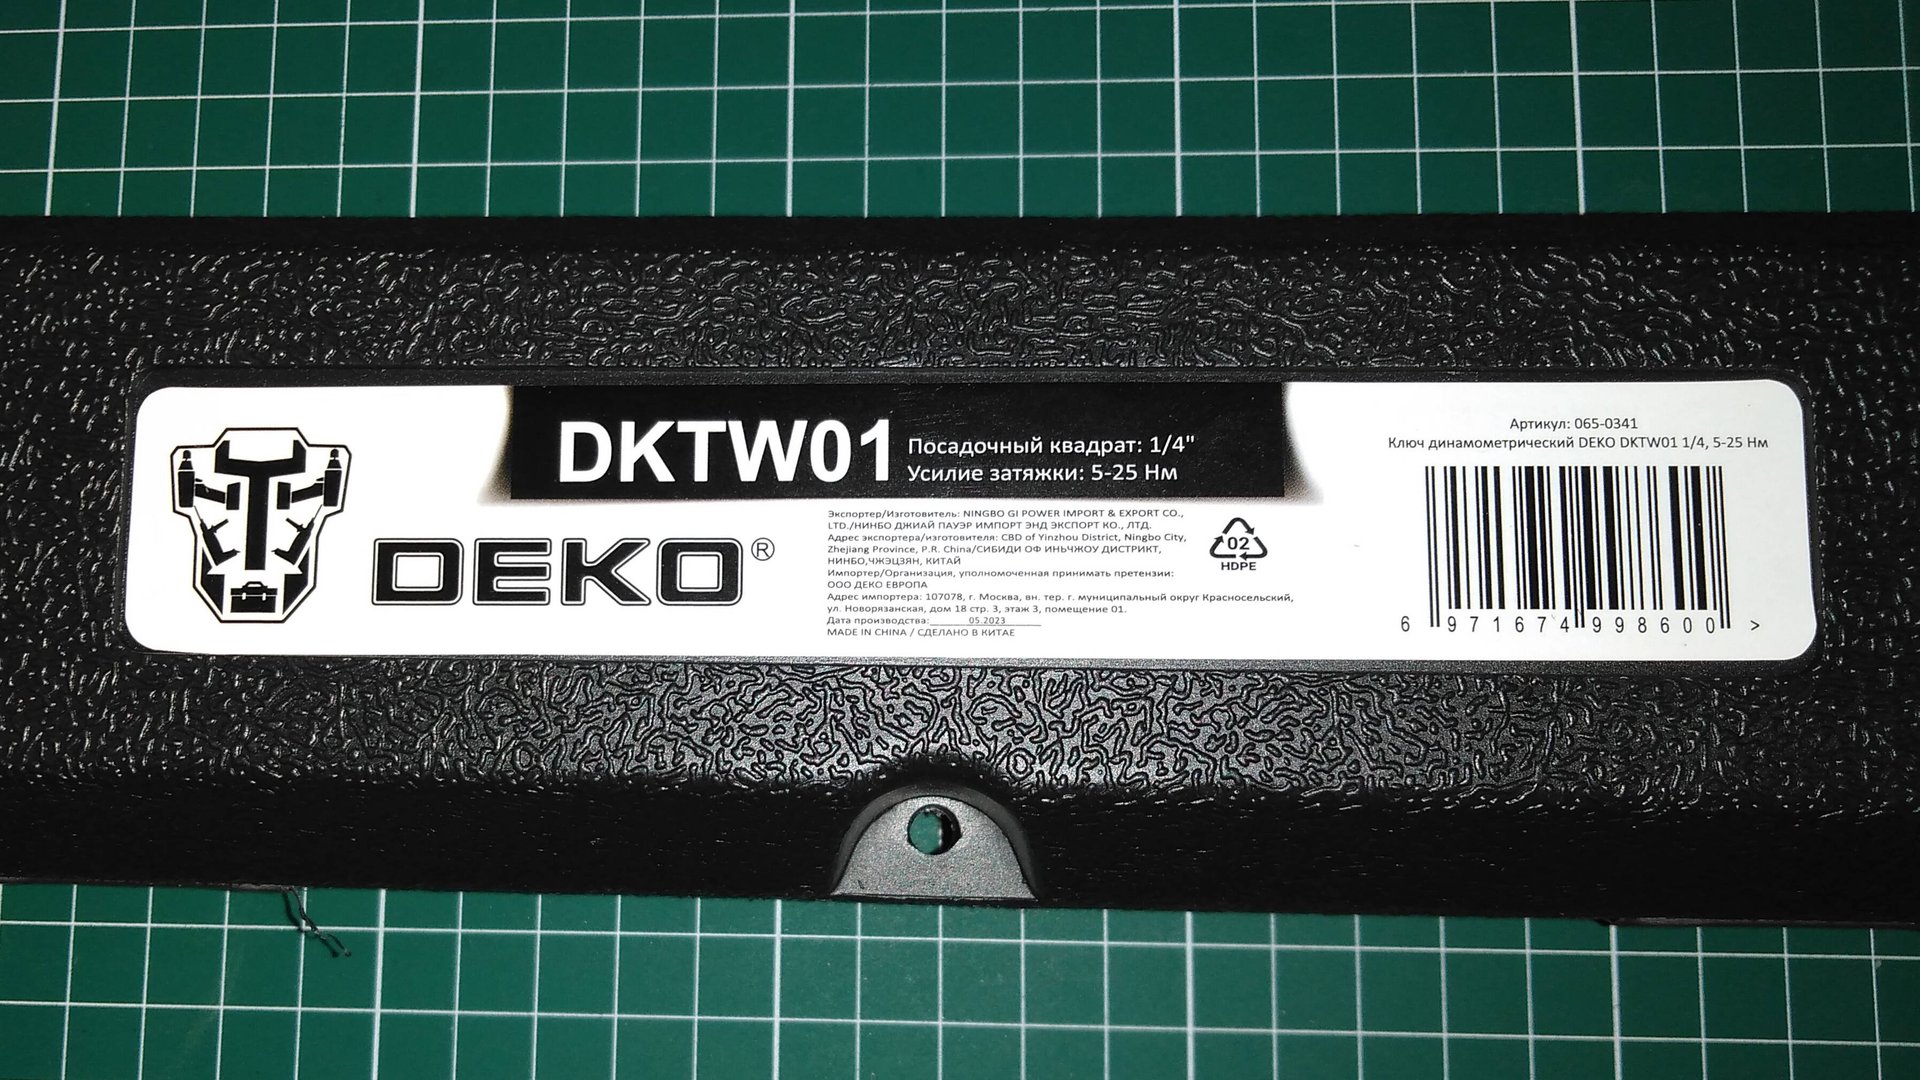 DKTW01
Посадочный квадрат: 1/4"
Усилие затяжки: 5-25 Нм
DEKO®
Экспортер/Изготовитель: NINGBO GI POWER IMPORT & EXPORT CO.,
LTD./НИНБО ДЖИАЙ ПАУЭР ИМПОРТ ЭНД ЭКСПОРТ КО., ЛТД.
Адрес экспортера/изготовителя: CBD of Yinzhou District, Ningbo City,
Zhejiang Province, P.R. China/СИБИДИ ОФ ИНЬЧЖОУ ДИСТРИКТ,
НИНБО,ЧЖЭЦЗЯН, КИТАЙ
Импортер/Организация, уполномоченная принимать претензии:
ООО ДЕКО ЕВРОПА
Адрес импортера: 107078, г. Москва, вн. тер. г. муниципальный округ Красносельский,
ул. Новорязанская, дом 18 стр. 3, этаж 3, помещение 01.
Дата производства: 05.2023
MADE IN CHINA / СДЕЛАНО В КИТАЕ
02
HDPE
Артикул: 065-0341
Ключ динамометрический DEKO DKTW01 1/4, 5-25 Нм
6 971674 998600 >